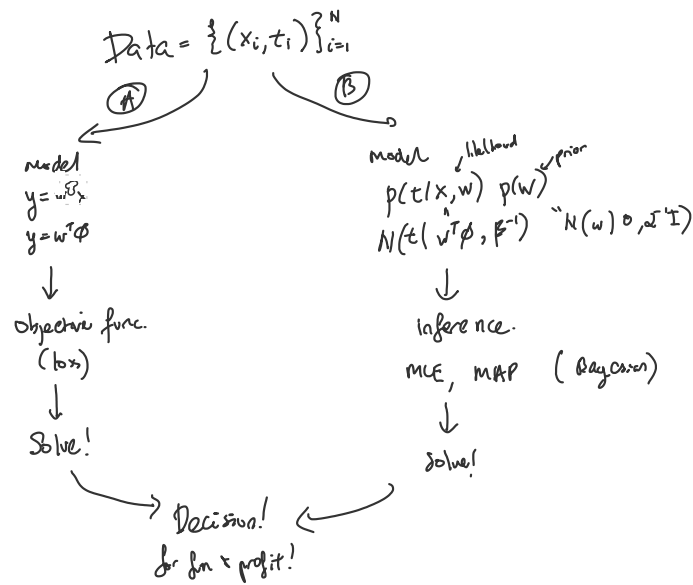 Data = {(xᵢ, tᵢ)}ᵢ₌₁ᴺ
A
B
model
y = wᵀx
y = wᵀϕ
Objective func.
(loss)
Solve!
model
likelihood
prior
p(t|x, w) p(w)
N(t| wᵀϕ, β⁻¹) N(w| 0, α⁻¹I)
inference.
MLE, MAP (Bayesian)
Solve!
Decision!
for fun & profit!